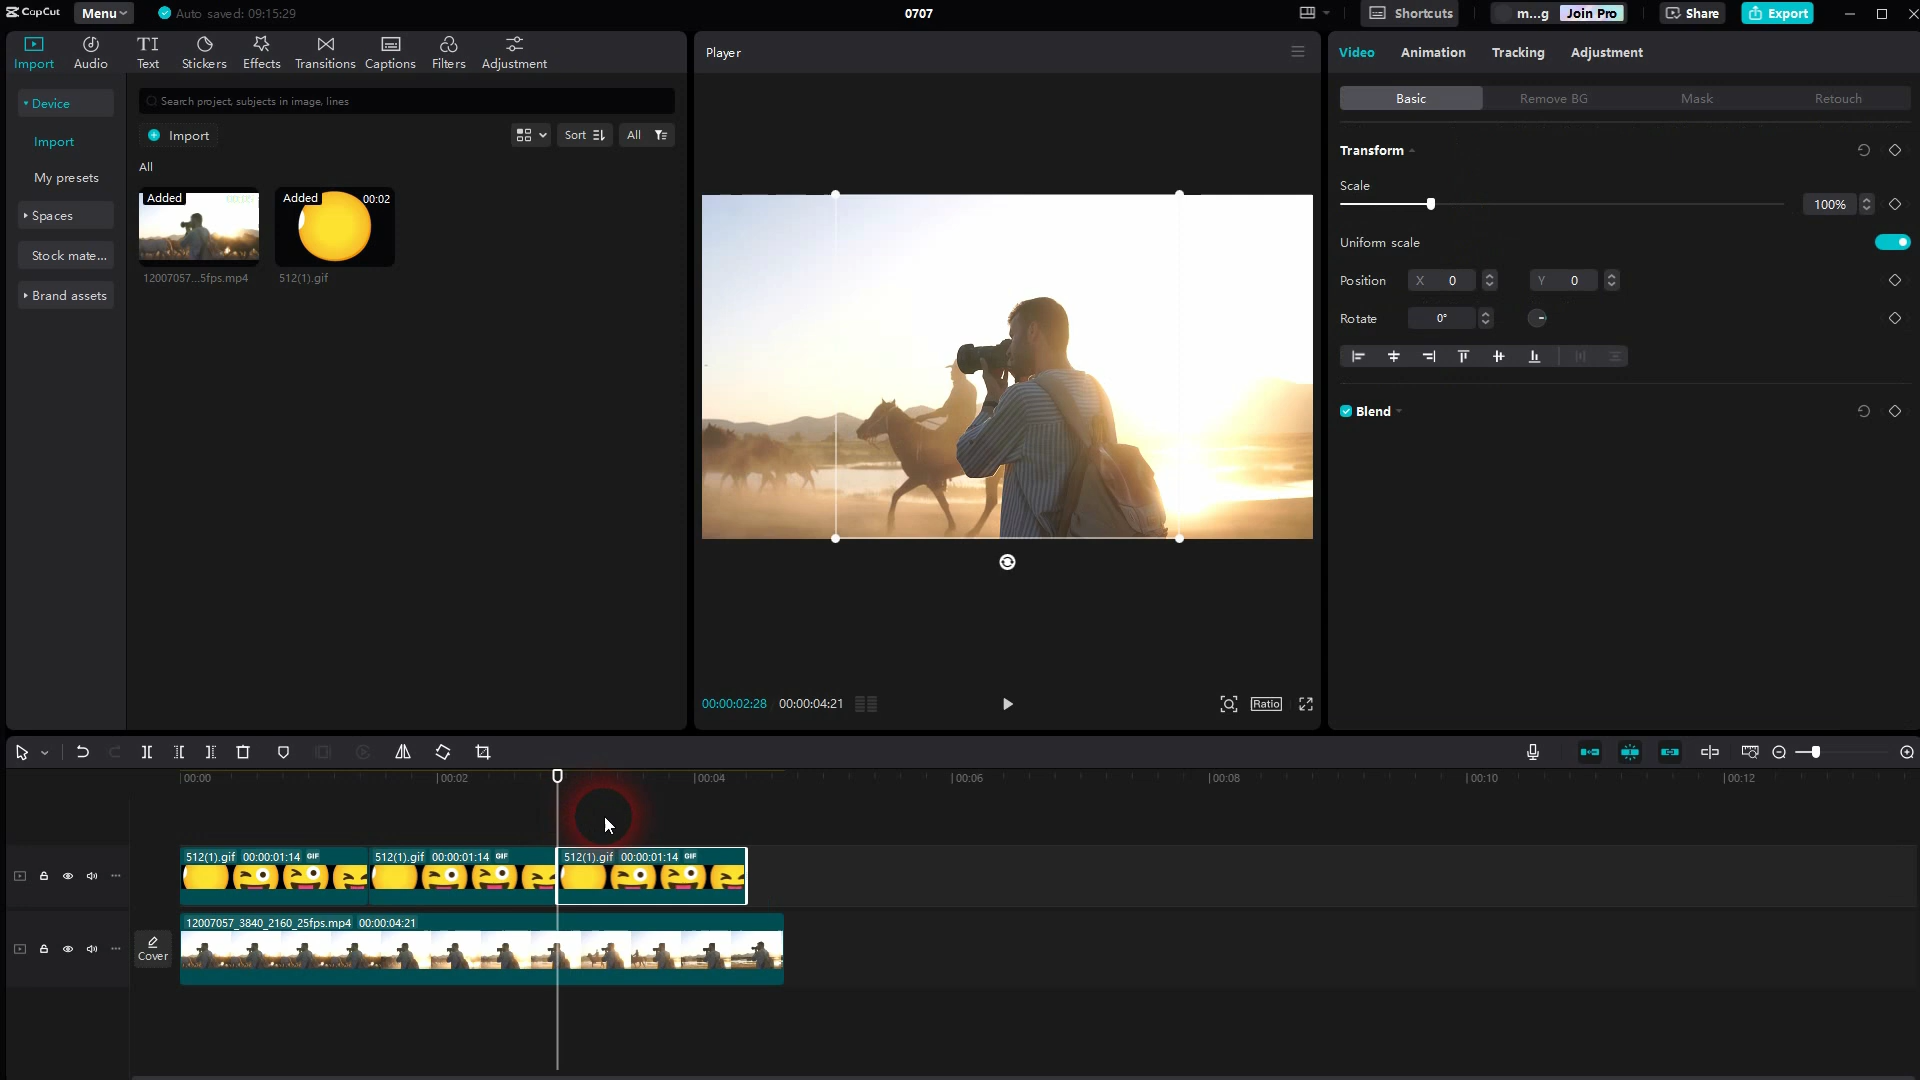 CapCut
Menu
Auto saved: 09:15:29
0707
Shortcuts
m...g
Join Pro
Share
Export
Import
Audio
Text
Stickers
Effects
Transitions
Captions
Filters
Adjustment
Device
Import
My presets
Spaces
Stock mate...
Brand assets
Search project, subjects in image, lines
Import
Sort
All
All
Added
Added
00:02
12007057...5fps.mp4
512(1).gif
Player
00:00:02:28
00:00:04:21
Ratio
Video
Animation
Tracking
Adjustment
Basic
Remove BG
Mask
Retouch
Transform
Scale
100%
Uniform scale
Position
X 0
Y 0
Rotate
0°
Blend
00:00
00:02
00:04
00:06
00:08
00:10
00:12
512(1).gif 00:00:01:14 GIF
512(1).gif 00:00:01:14 GIF
512(1).gif 00:00:01:14 GIF
Cover
12007057_3840_2160_25fps.mp4 00:00:04:21